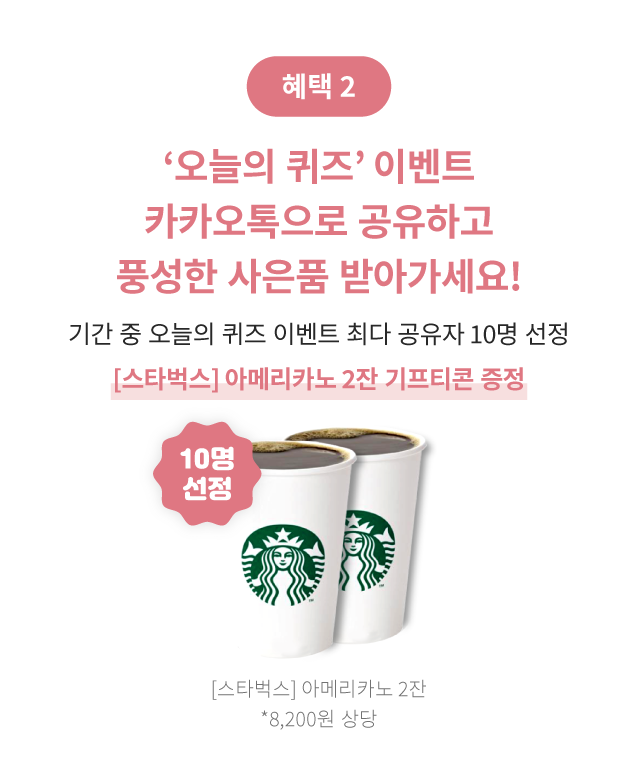 혜택 2
‘오늘의 퀴즈’ 이벤트
카카오톡으로 공유하고
풍성한 사은품 받아가세요!
기간 중 오늘의 퀴즈 이벤트 최다 공유자 10명 선정
[스타벅스] 아메리카노 2잔 기프티콘 증정
10명
선정
[스타벅스] 아메리카노 2잔
*8,200원 상당